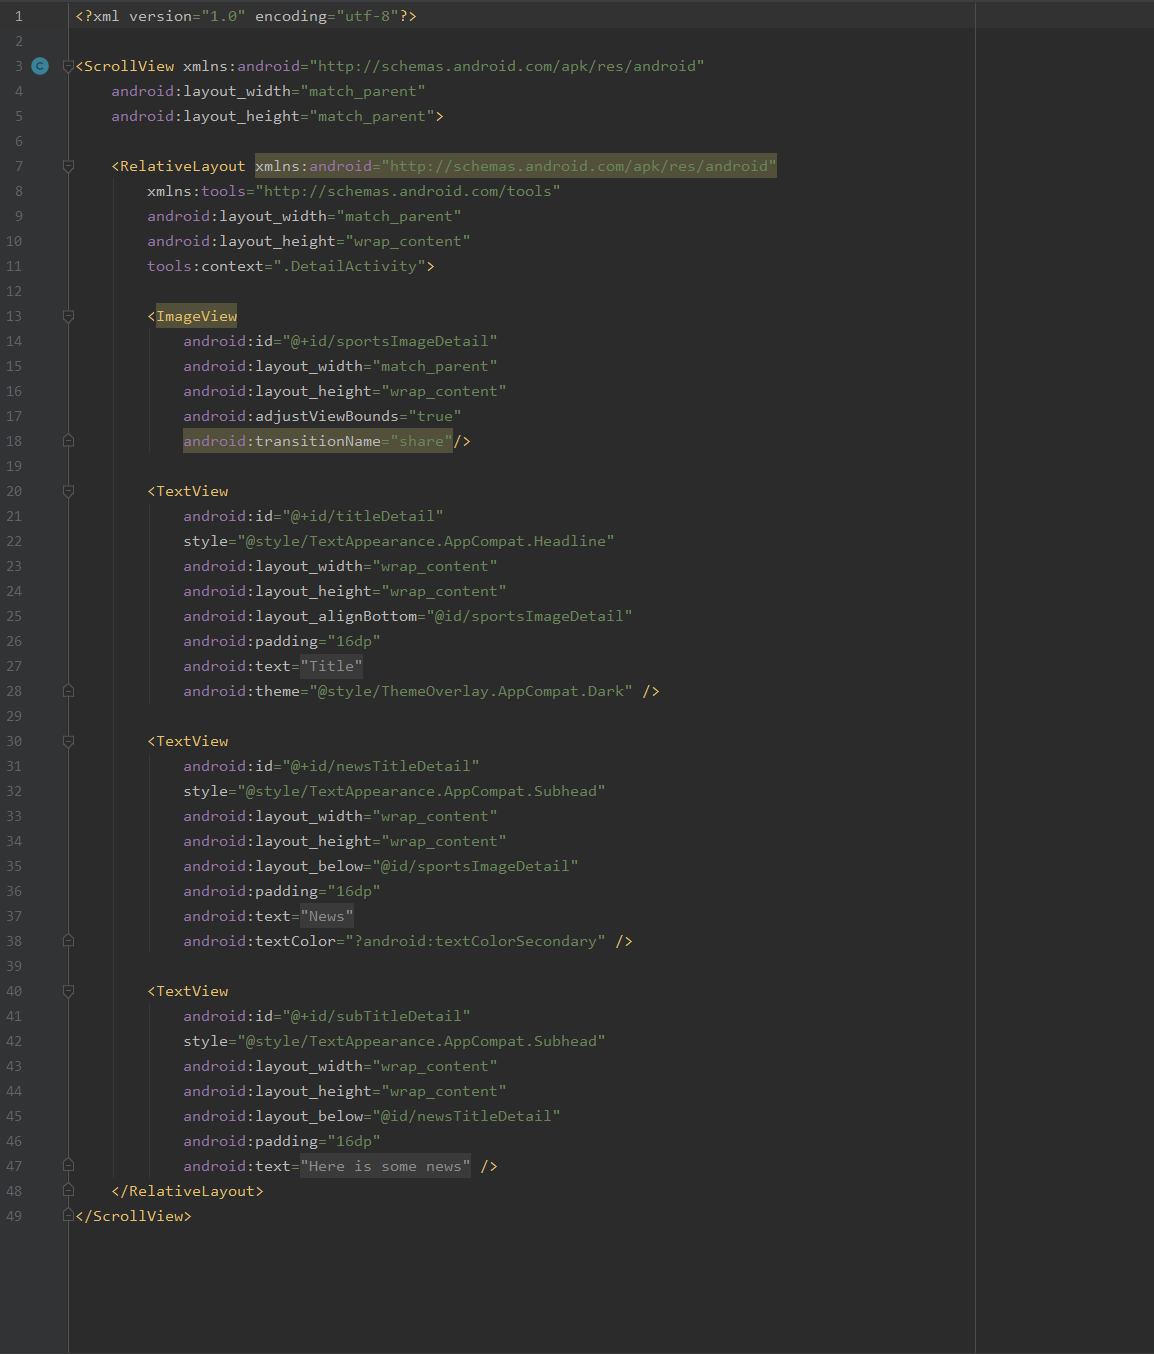 1 <?xml version="1.0" encoding="utf-8"?>
2
3 C <ScrollView xmlns:android="http://schemas.android.com/apk/res/android"
4     android:layout_width="match_parent"
5     android:layout_height="match_parent">
6
7     <RelativeLayout xmlns:android="http://schemas.android.com/apk/res/android"
8         xmlns:tools="http://schemas.android.com/tools"
9         android:layout_width="match_parent"
10         android:layout_height="wrap_content"
11         tools:context=".DetailActivity">
12
13         <ImageView
14             android:id="@+id/sportsImageDetail"
15             android:layout_width="match_parent"
16             android:layout_height="wrap_content"
17             android:adjustViewBounds="true"
18             android:transitionName="share"/>
19
20         <TextView
21             android:id="@+id/titleDetail"
22             style="@style/TextAppearance.AppCompat.Headline"
23             android:layout_width="wrap_content"
24             android:layout_height="wrap_content"
25             android:layout_alignBottom="@id/sportsImageDetail"
26             android:padding="16dp"
27             android:text="Title"
28             android:theme="@style/ThemeOverlay.AppCompat.Dark" />
29
30         <TextView
31             android:id="@+id/newsTitleDetail"
32             style="@style/TextAppearance.AppCompat.Subhead"
33             android:layout_width="wrap_content"
34             android:layout_height="wrap_content"
35             android:layout_below="@id/sportsImageDetail"
36             android:padding="16dp"
37             android:text="News"
38             android:textColor="?android:textColorSecondary" />
39
40         <TextView
41             android:id="@+id/subTitleDetail"
42             style="@style/TextAppearance.AppCompat.Subhead"
43             android:layout_width="wrap_content"
44             android:layout_height="wrap_content"
45             android:layout_below="@id/newsTitleDetail"
46             android:padding="16dp"
47             android:text="Here is some news" />
48     </RelativeLayout>
49 </ScrollView>